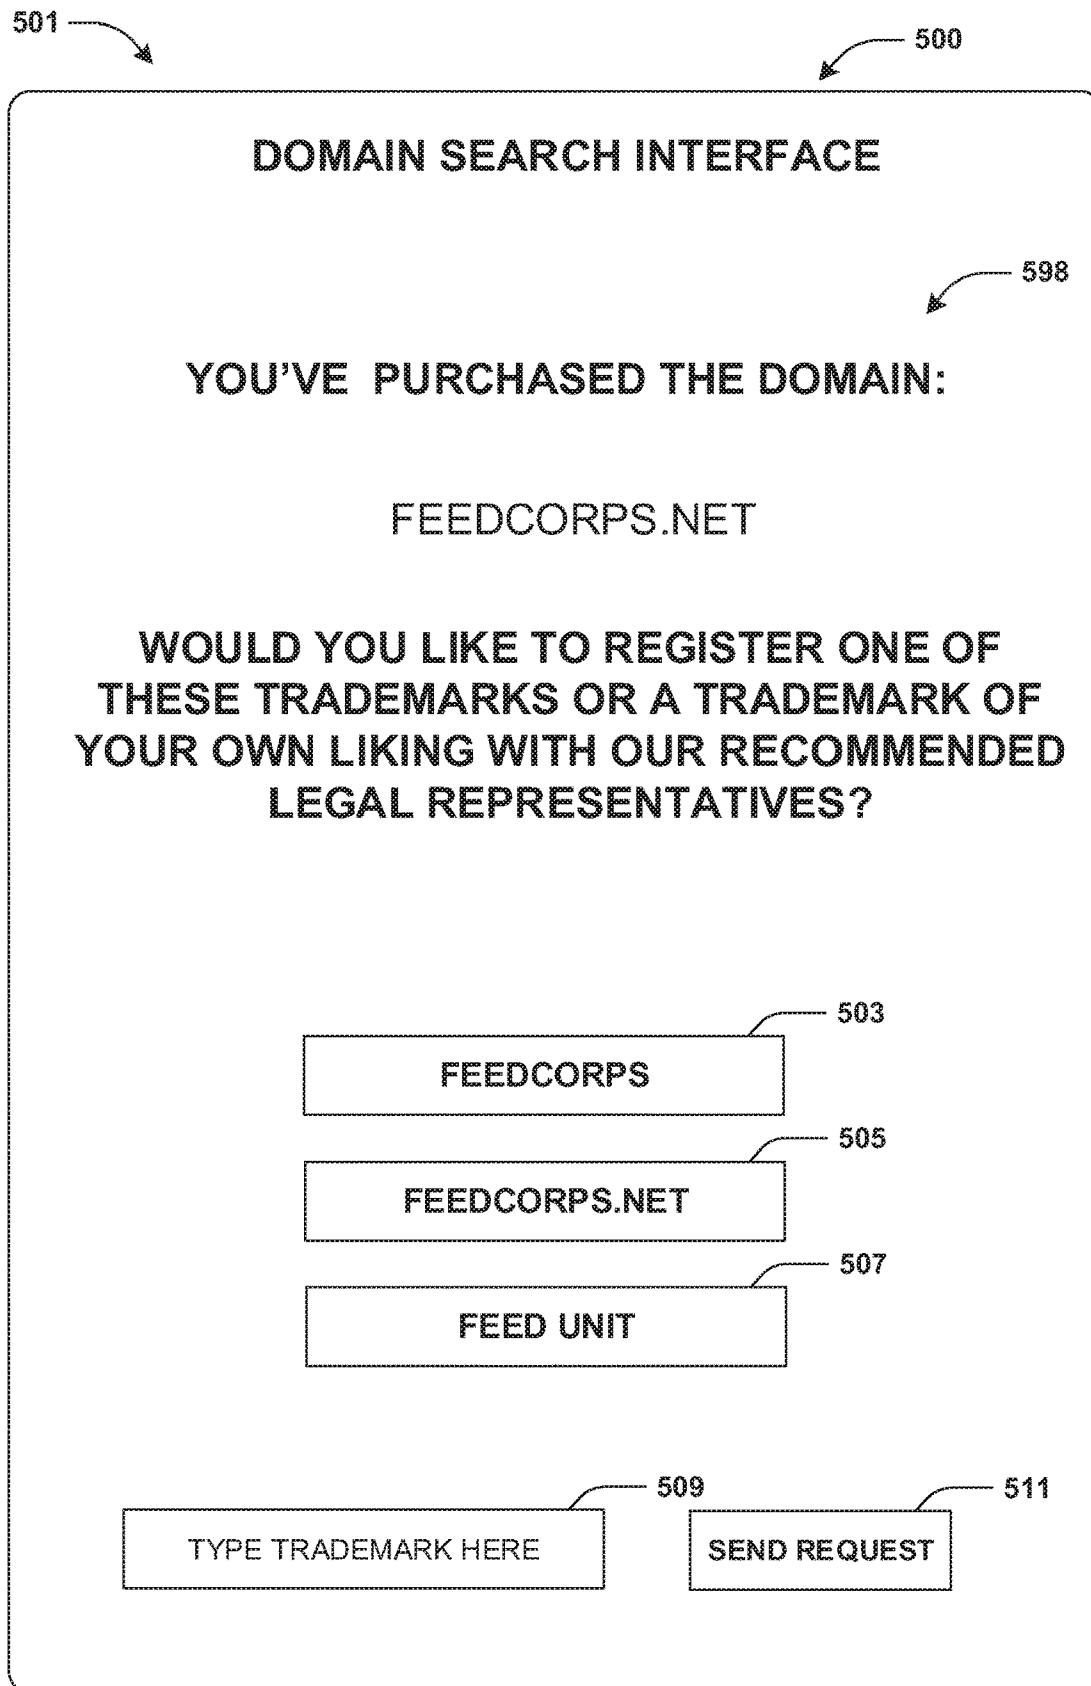 501
500
DOMAIN SEARCH INTERFACE
598
YOU'VE PURCHASED THE DOMAIN:
FEEDCORPS.NET
WOULD YOU LIKE TO REGISTER ONE OF
THESE TRADEMARKS OR A TRADEMARK OF
YOUR OWN LIKING WITH OUR RECOMMENDED
LEGAL REPRESENTATIVES?
503
FEEDCORPS
505
FEEDCORPS.NET
507
FEED UNIT
509
511
TYPE TRADEMARK HERE
SEND REQUEST